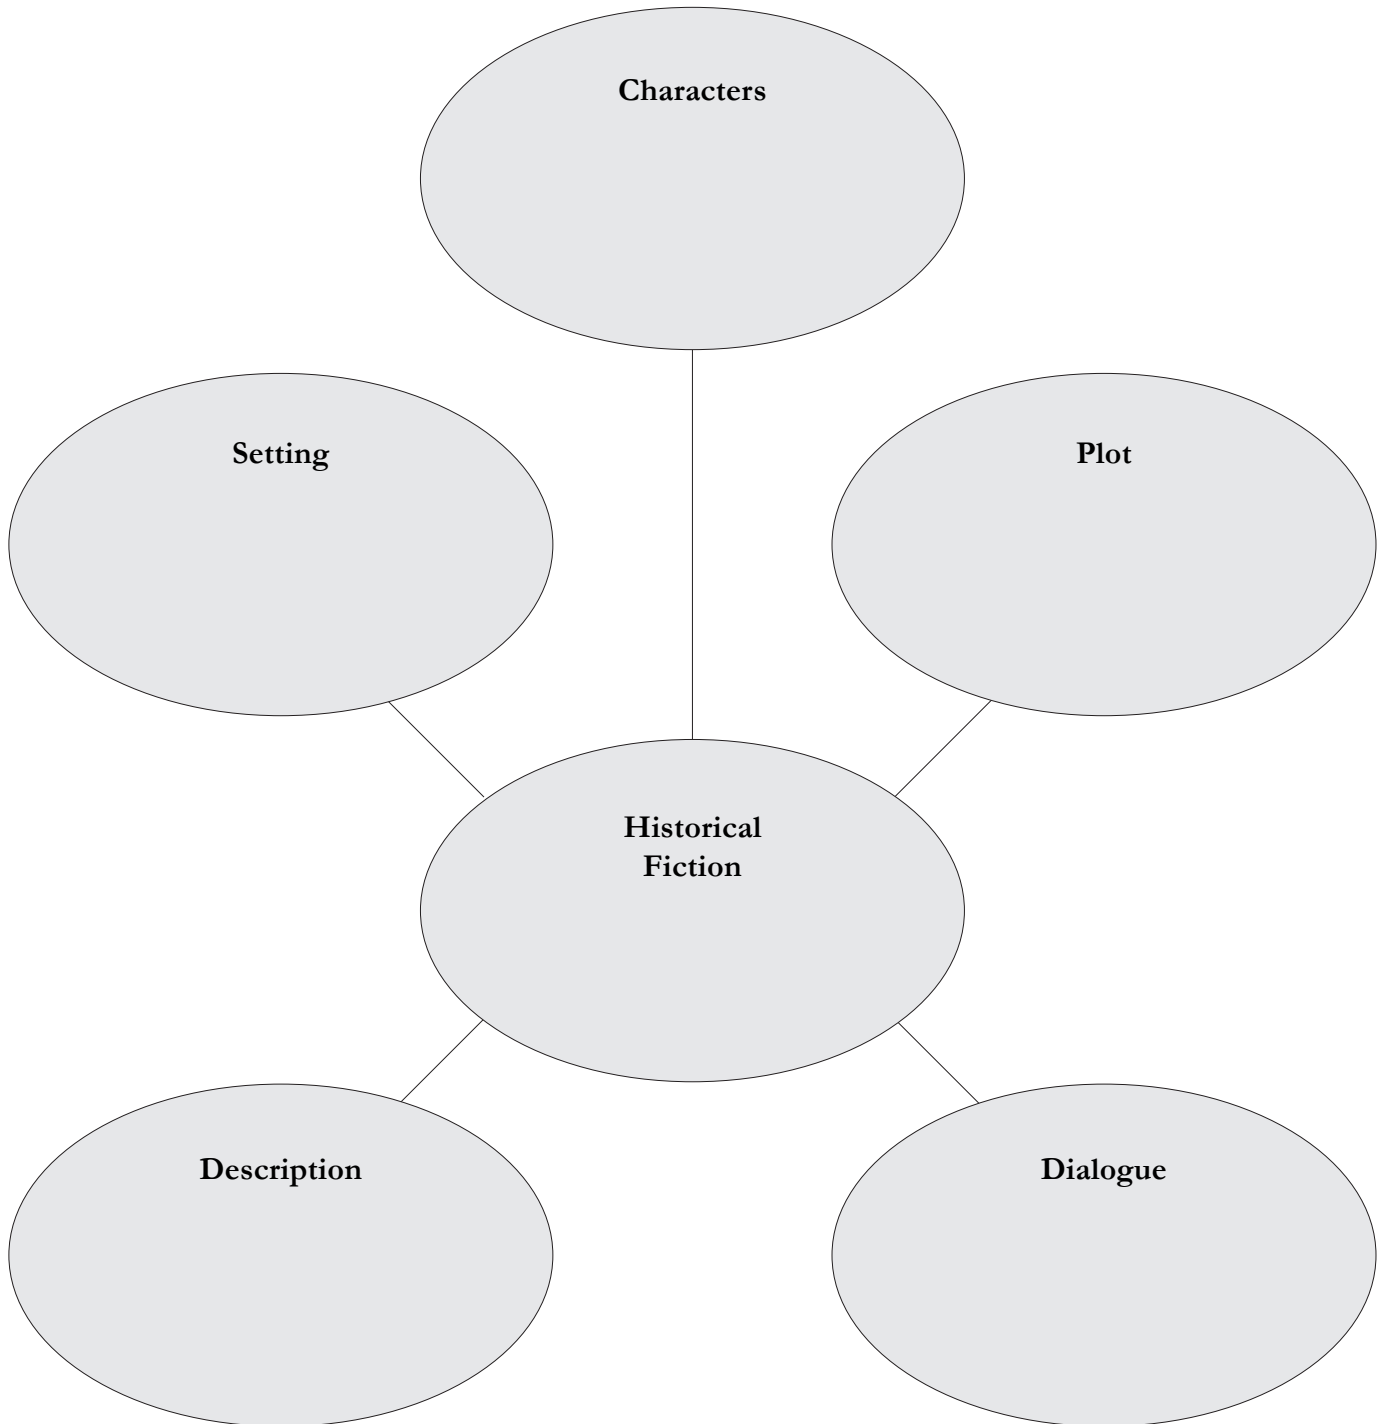 Characters
Setting
Plot
Historical
Fiction
Description
Dialogue